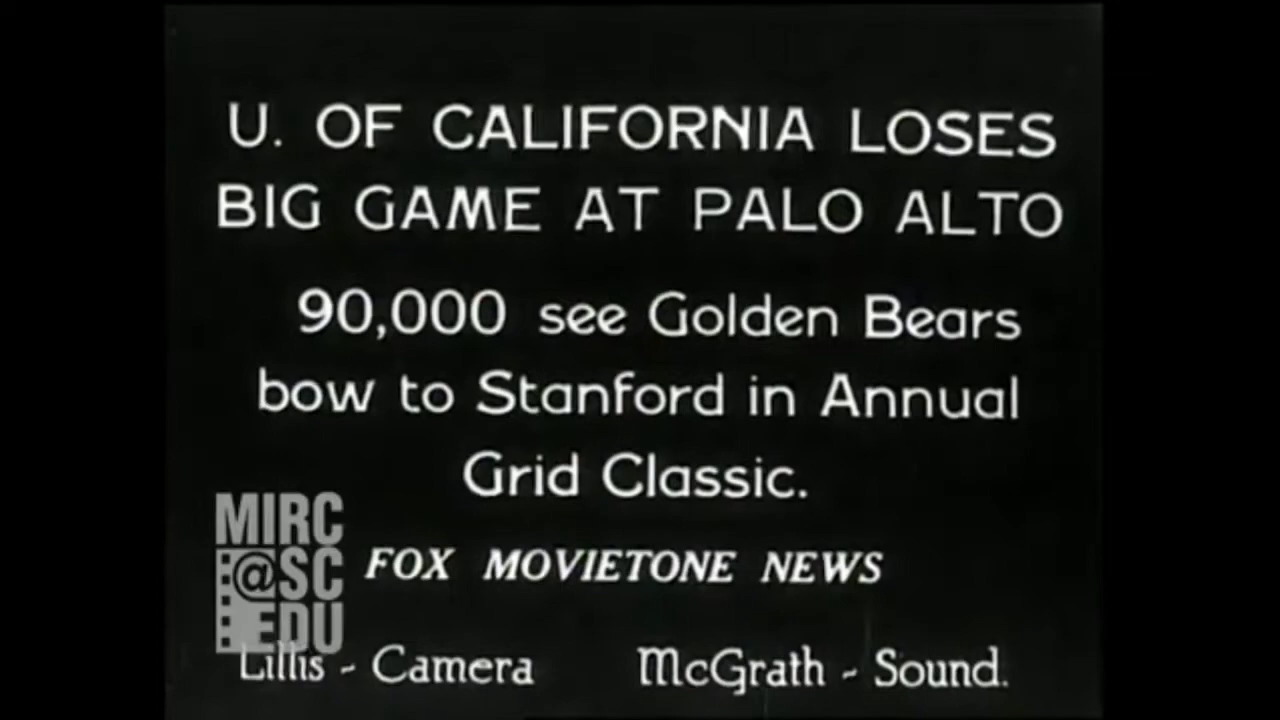 U. OF CALIFORNIA LOSES
BIG GAME AT PALO ALTO
90,000 see Golden Bears
bow to Stanford in Annual
Grid Classic.
MIRC
@SC
EDU
FOX MOVIETONE NEWS
Lillis - Camera McGrath - Sound.